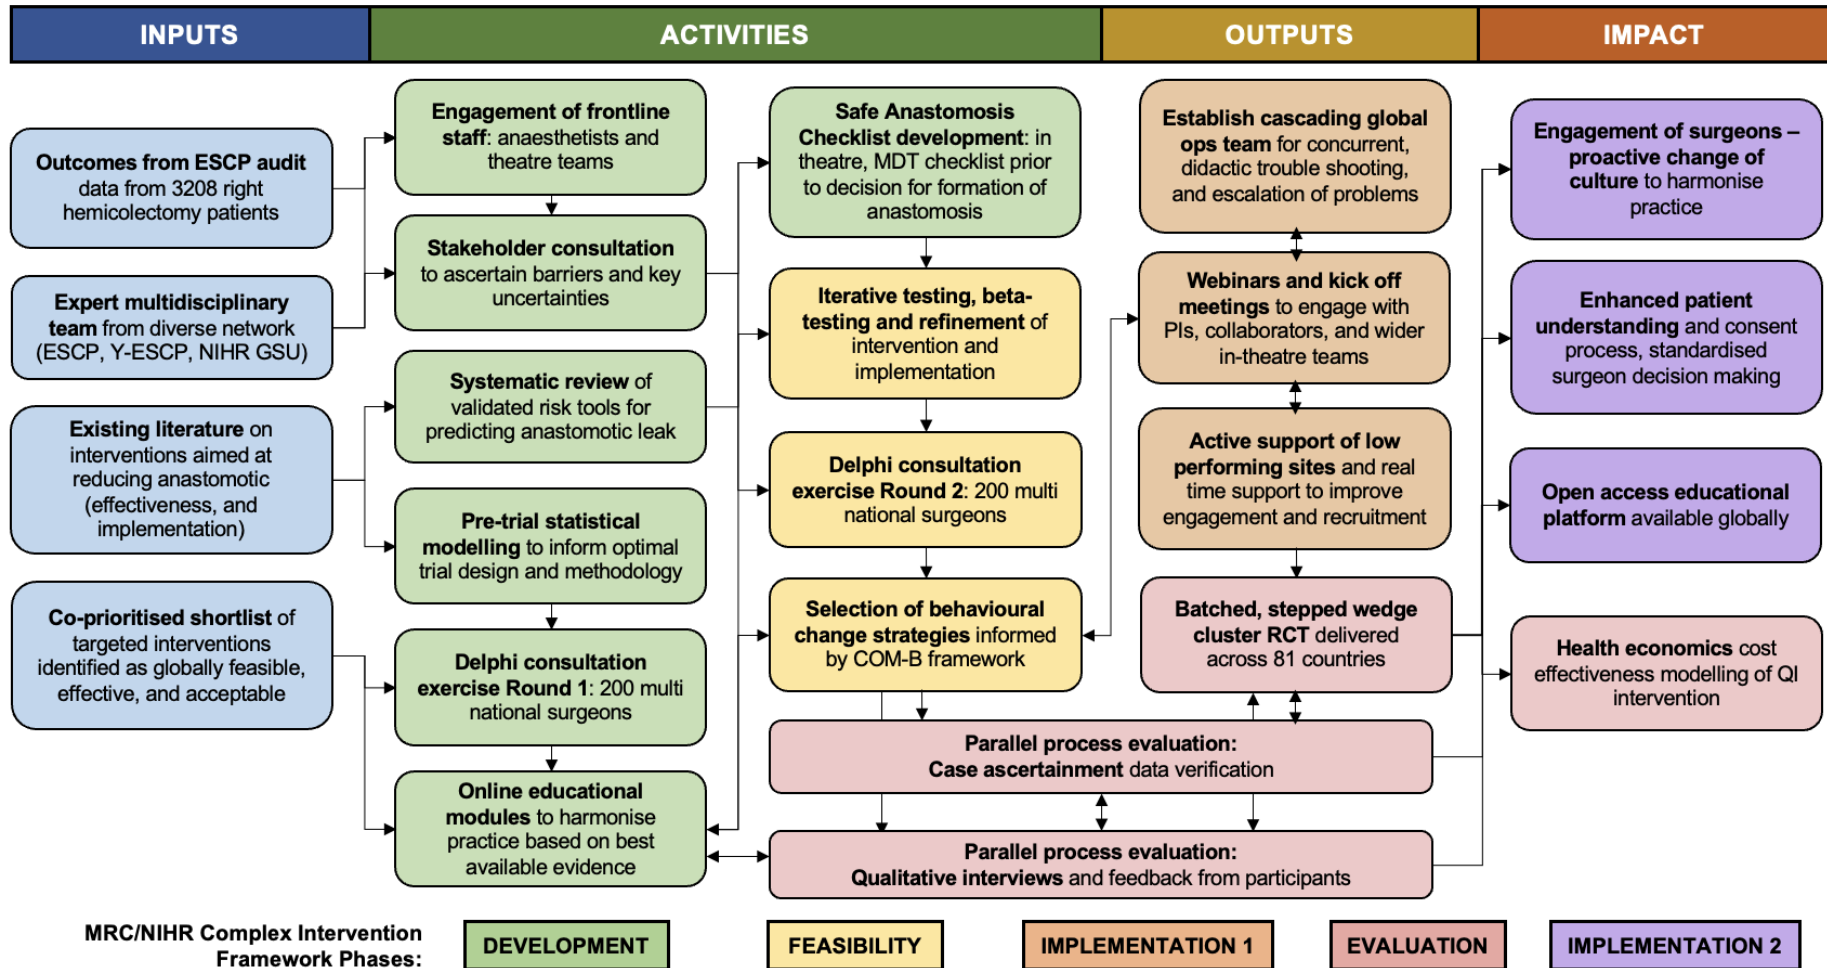 INPUTS
ACTIVITIES
OUTPUTS
IMPACT
Outcomes from ESCP audit
data from 3208 right
hemicolectomy patients
Expert multidisciplinary
team from diverse network
(ESCP, Y-ESCP, NIHR GSU)
Existing literature on
interventions aimed at
reducing anastomotic
(effectiveness, and
implementation)
Co-prioritised shortlist of
targeted interventions
identified as globally feasible,
effective, and acceptable
Engagement of frontline
staff: anaesthetists and
theatre teams
Stakeholder consultation
to ascertain barriers and key
uncertainties
Systematic review of
validated risk tools for
predicting anastomotic leak
Pre-trial statistical
modelling to inform optimal
trial design and methodology
Delphi consultation
exercise Round 1: 200 multi
national surgeons
Online educational
modules to harmonise
practice based on best
available evidence
Safe Anastomosis
Checklist development: in
theatre, MDT checklist prior
to decision for formation of
anastomosis
Iterative testing, beta-
testing and refinement of
intervention and
implementation
Delphi consultation
exercise Round 2: 200 multi
national surgeons
Selection of behavioural
change strategies informed
by COM-B framework
Establish cascading global
ops team for concurrent,
didactic trouble shooting,
and escalation of problems
Webinars and kick off
meetings to engage with
PIs, collaborators, and wider
in-theatre teams
Active support of low
performing sites and real
time support to improve
engagement and recruitment
Batched, stepped wedge
cluster RCT delivered
across 81 countries
Parallel process evaluation:
Case ascertainment data verification
Parallel process evaluation:
Qualitative interviews and feedback from participants
Engagement of surgeons –
proactive change of
culture to harmonise
practice
Enhanced patient
understanding and consent
process, standardised
surgeon decision making
Open access educational
platform available globally
Health economics cost
effectiveness modelling of QI
intervention
MRC/NIHR Complex Intervention
Framework Phases:
DEVELOPMENT
FEASIBILITY
IMPLEMENTATION 1
EVALUATION
IMPLEMENTATION 2